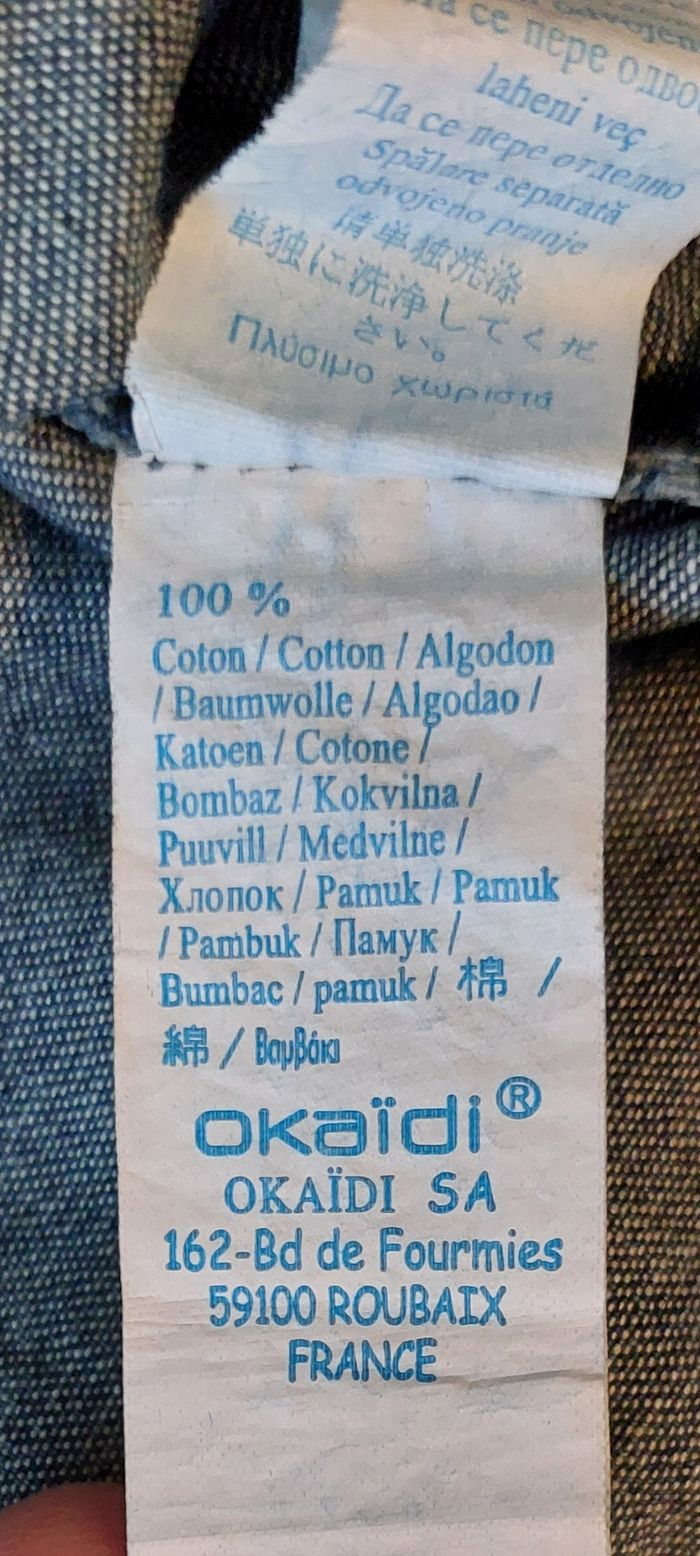 се пере одво
laheni veç
Да се пере отделно
Spălare separată
odvojeno pranje
请单独洗涤
単独に洗浄してくだ
さい。
Πλύσιμο χωριστά
100 %
Coton / Cotton / Algodon
/ Baumwolle / Algodao /
Katoen / Cotone /
Bombaz / Kokvilna /
Puuvill / Medvilne /
Хлопок / Pamuk / Pamuk
/ Pambuk / Памук /
Bumbac / pamuk / 棉 /
綿 / Βαμβάκι
okaïdi®
OKAÏDI SA
162-Bd de Fourmies
59100 ROUBAIX
FRANCE